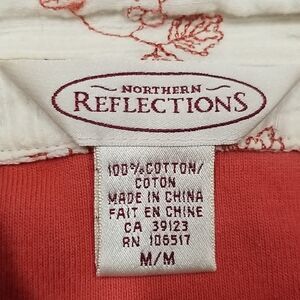 NORTHERN
REFLECTIONS
100% COTTON/
COTON
MADE IN CHINA
FAIT EN CHINE
CA 39123
RN 106517
M/M